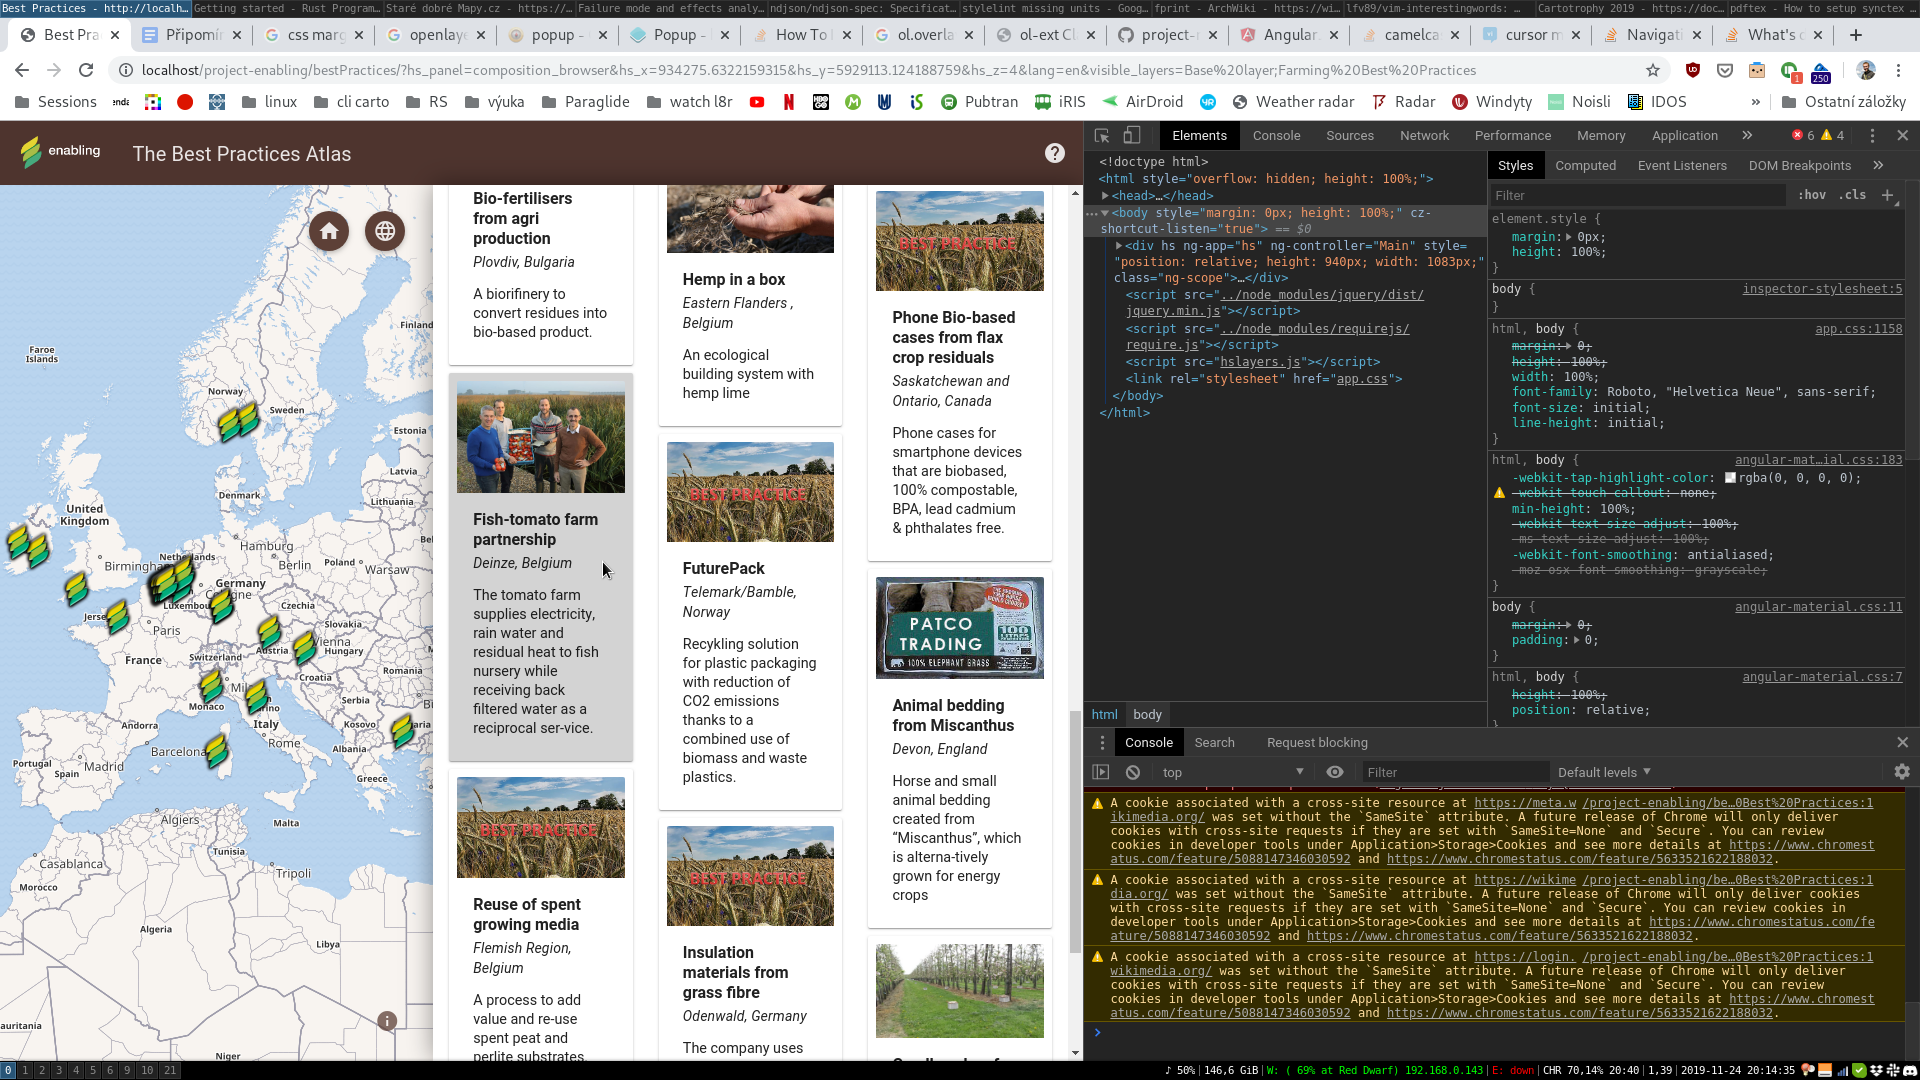 Best Practices - http://localh…
Getting started - Rust Program…
Staré dobré Mapy.cz - https://…
Failure mode and effects analy…
ndjson/ndjson-spec: Specificat…
stylelint missing units - Goog…
fprint - ArchWiki - https://wi…
lfv89/vim-interestingwords: …
Cartotrophy 2019 - https://doc…
pdftex - How to setup synctex …
Best Pra
Připomín
css marg
openlaye
popup -
Popup -
How To
ol.overla
ol-ext Cl
project-
Angular
camelca
cursor m
Navigati
What's c
localhost/project-enabling/bestPractices/?hs_panel=composition_browser&hs_x=934275.6322159315&hs_y=5929113.124188759&hs_z=4&lang=en&visible_layers=Base%20layer;Farming%20Best%20Practices
1
250
Sessions
linux
cli carto
RS
výuka
Paraglide
watch l8r
Pubtran
iRIS
AirDroid
Weather radar
Radar
Windyty
Noisli
IDOS
»
Ostatní záložky
enabling
The Best Practices Atlas
Faroe
Islands
Finland
Norway
Sweden
Estonia
Latvia
Denmark
Lithuania
United
Kingdom
Hamburg
Netherlands
Birmingham
Berlin
Poland
Warsaw
Germany
Cologne
Luxembou
Czechia
Jerse
Paris
Slovakia
Vienna
Switzerland
Austria
Hungary
France
Croatia
Romania
Mil
Monaco
Serbia
Andorra
Italy
Kosovo
Barcelona
Rome
Albania
Portugal
Spain
Madrid
Greece
Algiers
Malta
Tunisia
Casablanca
Tripoli
Morocco
Algeria
Libya
auritania
Niger
Bio-fertilisers
from agri
production
Plovdiv, Bulgaria
A biorifinery to
convert residues into
bio-based product.
Fish-tomato farm
partnership
Deinze, Belgium
The tomato farm
supplies electricity,
rain water and
residual heat to fish
nursery while
receiving back
filtered water as a
reciprocal ser-vice.
BEST PRACTICE
Reuse of spent
growing media
Flemish Region,
Belgium
A process to add
value and re-use
spent peat and
perlite substrates.
Hemp in a box
Eastern Flanders ,
Belgium
An ecological
building system with
hemp lime
BEST PRACTICE
FuturePack
Telemark/Bamble,
Norway
Recykling solution
for plastic packaging
with reduction of
CO2 emissions
thanks to a
combined use of
biomass and waste
plastics.
BEST PRACTICE
Insulation
materials from
grass fibre
Odenwald, Germany
The company uses
BEST PRACTICE
Phone Bio-based
cases from flax
crop residuals
Saskatchewan and
Ontario, Canada
Phone cases for
smartphone devices
that are biobased,
100% compostable,
BPA, lead cadmium
& phthalates free.
PATCO
TRADING
100% ELEPHANT GRASS
Animal bedding
from Miscanthus
Devon, England
Horse and small
animal bedding
created from
“Miscanthus”, which
is alterna-tively
grown for energy
crops
Elements
Console
Sources
Network
Performance
Memory
Application
»
6
4
<!doctype html>
<html style="overflow: hidden; height: 100%;">
<head>…</head>
<body style="margin: 0px; height: 100%;" cz-
shortcut-listen="true"> == $0
<div hs ng-app="hs" ng-controller="Main" style=
"position: relative; height: 940px; width: 1083px;"
class="ng-scope">…</div>
<script src="../node_modules/jquery/dist/
jquery.min.js"></script>
<script src="../node_modules/requirejs/
require.js"></script>
<script src="hslayers.js"></script>
<link rel="stylesheet" href="app.css">
</body>
</html>
html
body
Styles
Computed
Event Listeners
DOM Breakpoints
»
Filter
:hov
.cls
element.style {
margin: 0px;
height: 100%;
}
body {
inspector-stylesheet:5
}
html, body {
app.css:1158
margin: 0;
height: 100%;
width: 100%;
font-family: Roboto, "Helvetica Neue", sans-serif;
font-size: initial;
line-height: initial;
}
html, body {
angular-mat…ial.css:183
-webkit-tap-highlight-color: rgba(0, 0, 0, 0);
-webkit-touch-callout: none;
min-height: 100%;
-webkit-text-size-adjust: 100%;
-ms-text-size-adjust: 100%;
-webkit-font-smoothing: antialiased;
-moz-osx-font-smoothing: grayscale;
}
body {
angular-material.css:11
margin: 0;
padding: 0;
}
html, body {
angular-material.css:7
height: 100%;
position: relative;
Console
Search
Request blocking
top
Filter
Default levels
A cookie associated with a cross-site resource at https://meta.w /project-enabling/be…0Best%20Practices:1
ikimedia.org/ was set without the `SameSite` attribute. A future release of Chrome will only deliver
cookies with cross-site requests if they are set with `SameSite=None` and `Secure`. You can review
cookies in developer tools under Application>Storage>Cookies and see more details at https://www.chromest
atus.com/feature/5088147346030592 and https://www.chromestatus.com/feature/5633521622188032.
A cookie associated with a cross-site resource at https://wikime /project-enabling/be…0Best%20Practices:1
dia.org/ was set without the `SameSite` attribute. A future release of Chrome will only deliver
cookies with cross-site requests if they are set with `SameSite=None` and `Secure`. You can review cookies in
developer tools under Application>Storage>Cookies and see more details at https://www.chromestatus.com/fe
ature/5088147346030592 and https://www.chromestatus.com/feature/5633521622188032.
A cookie associated with a cross-site resource at https://login. /project-enabling/be…0Best%20Practices:1
wikimedia.org/ was set without the `SameSite` attribute. A future release of Chrome will only deliver
cookies with cross-site requests if they are set with `SameSite=None` and `Secure`. You can review
cookies in developer tools under Application>Storage>Cookies and see more details at https://www.chromest
atus.com/feature/5088147346030592 and https://www.chromestatus.com/feature/5633521622188032.
0 1 2 3 4 5 6 9 10 21
♪ 50%|146,6 GiB|W: ( 69% at Red Dwarf) 192.168.0.143|E: down|CHR 70,14% 20:40|1,39|2019-11-24 20:14:35